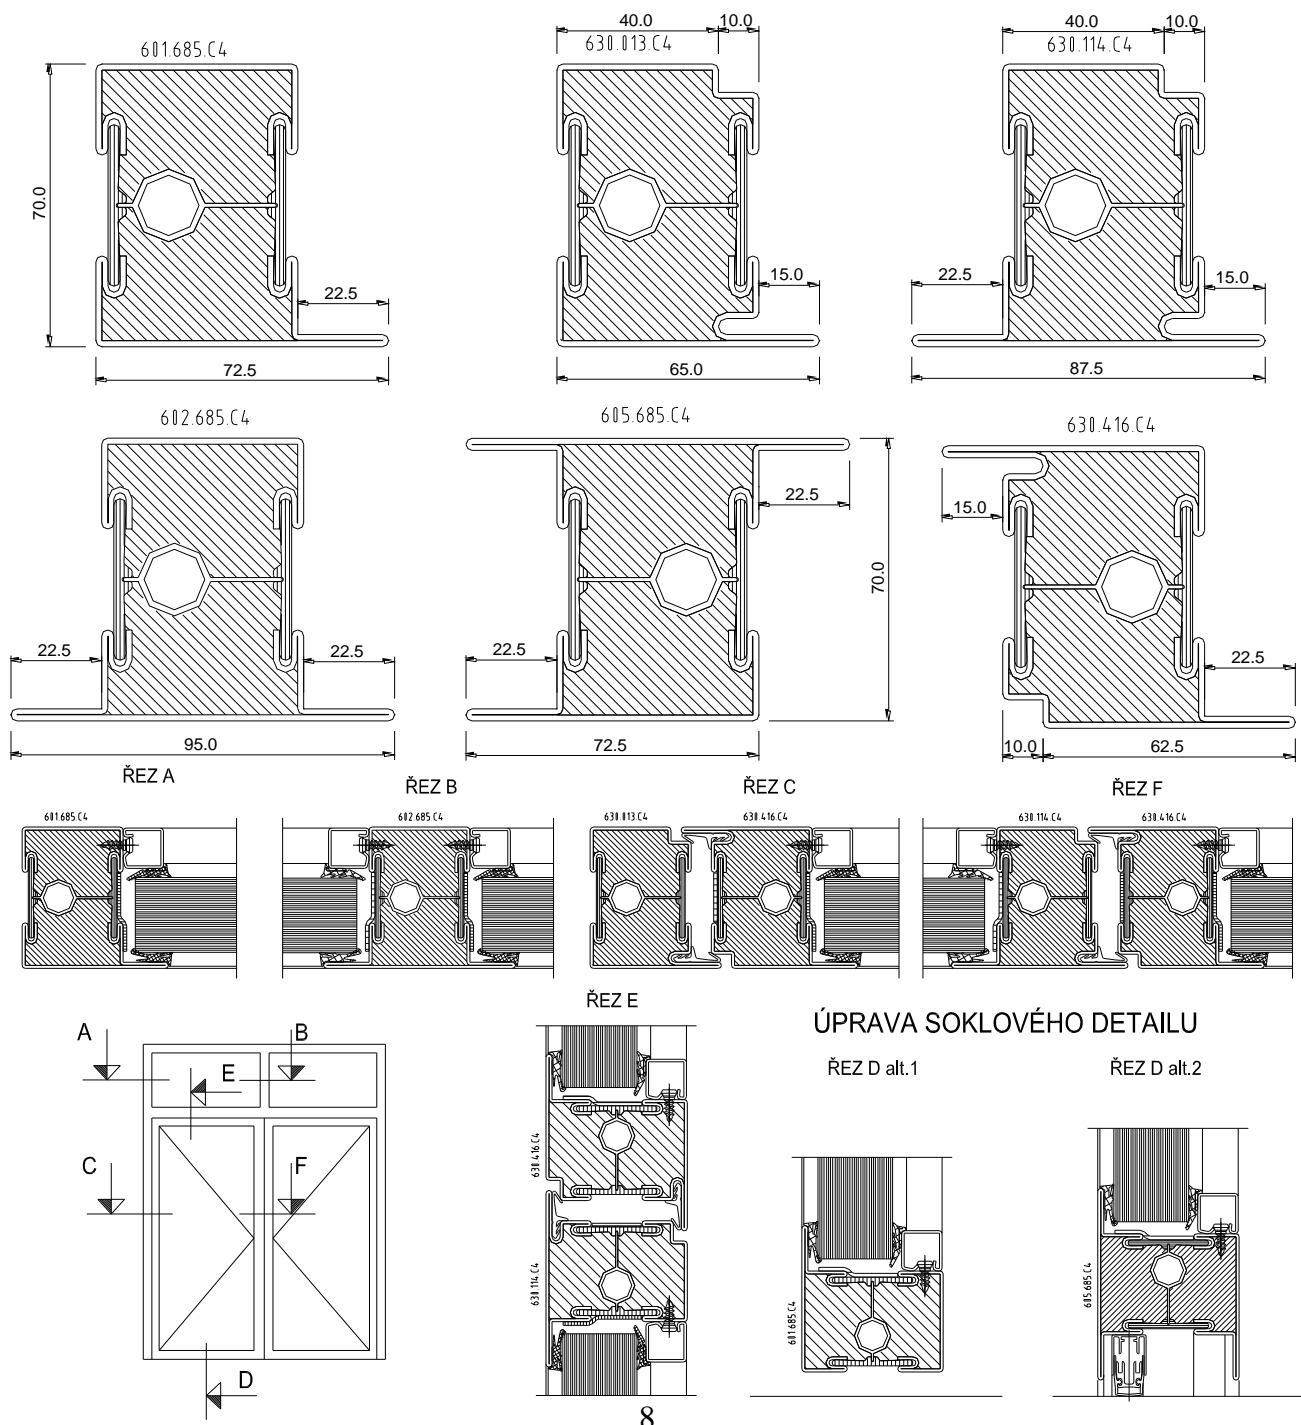 40.0
10.0
40.0
10.0
601.685.C4
630.013.C4
630.114.C4
70.0
22.5
15.0
22.5
15.0
72.5
65.0
87.5
602.685.C4
605.685.C4
630.416.C4
22.5
15.0
70.0
22.5
22.5
22.5
22.5
95.0
72.5
10.0
62.5
ŘEZ A
ŘEZ B
ŘEZ C
ŘEZ F
601.685.C4
602.685.C4
630.013.C4
630.416.C4
630.114.C4
630.416.C4
ŘEZ E
ÚPRAVA SOKLOVÉHO DETAILU
ŘEZ D alt.1
ŘEZ D alt.2
A
B
E
C
F
D
630.416.C4
630.114.C4
601.685.C4
605.685.C4
8